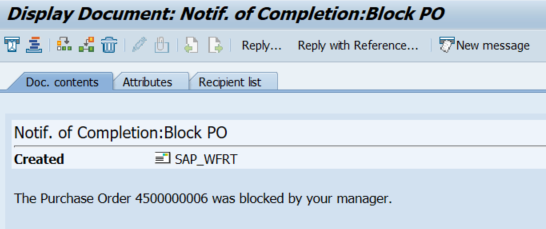 Display Document: Notif. of Completion:Block PO
Reply... Reply with Reference... New message
Doc. contents Attributes Recipient list
Notif. of Completion:Block PO
Created SAP_WFRT
The Purchase Order 4500000006 was blocked by your manager.